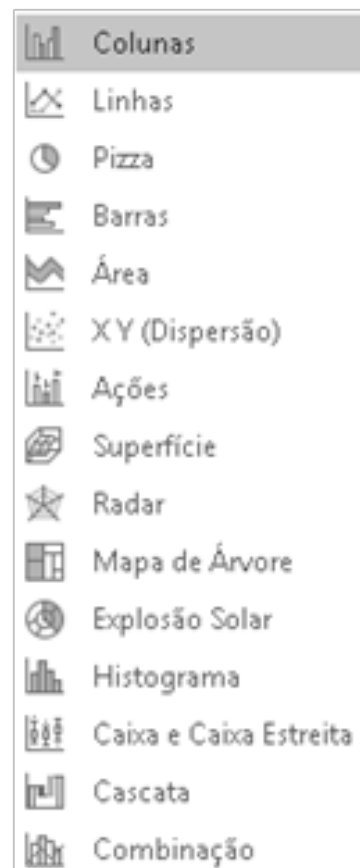 Colunas
Linhas
Pizza
Barras
Área
X Y (Dispersão)
Ações
Superfície
Radar
Mapa de Árvore
Explosão Solar
Histograma
Caixa e Caixa Estreita
Cascata
Combinação